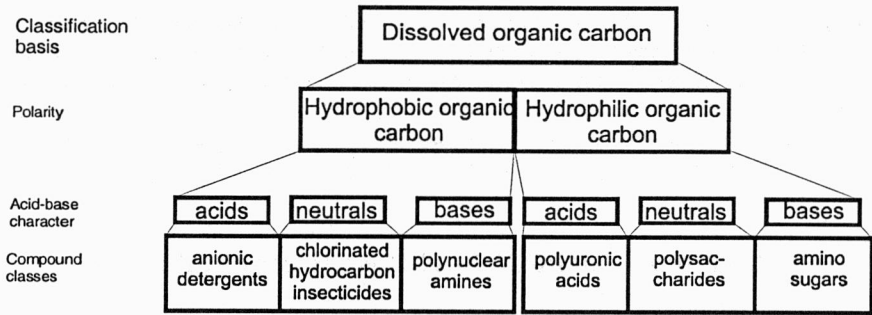 Classification
basis
Dissolved organic carbon
Polarity
Hydrophobic organic
carbon
Hydrophilic organic
carbon
Acid-base
character
acids
neutrals
bases
acids
neutrals
bases
Compound
classes
anionic
detergents
chlorinated
hydrocarbon
insecticides
polynuclear
amines
polyuronic
acids
polysac-
charides
amino
sugars